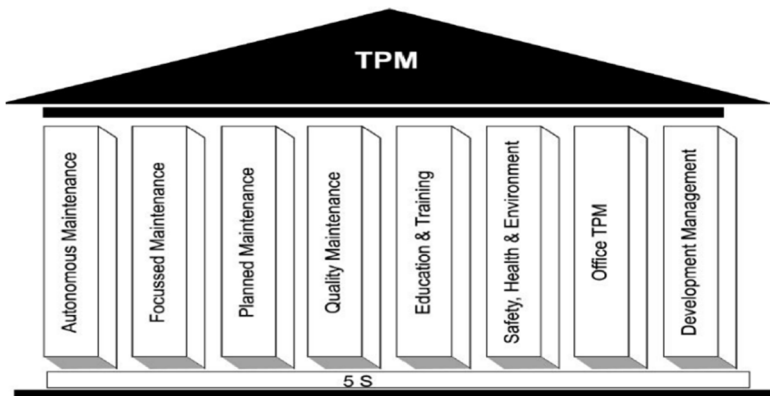 TPM
Autonomous Maintenance
Focussed Maintenance
Planned Maintenance
Quality Maintenance
Education & Training
Safety, Health & Environment
Office TPM
Development Management
5 S